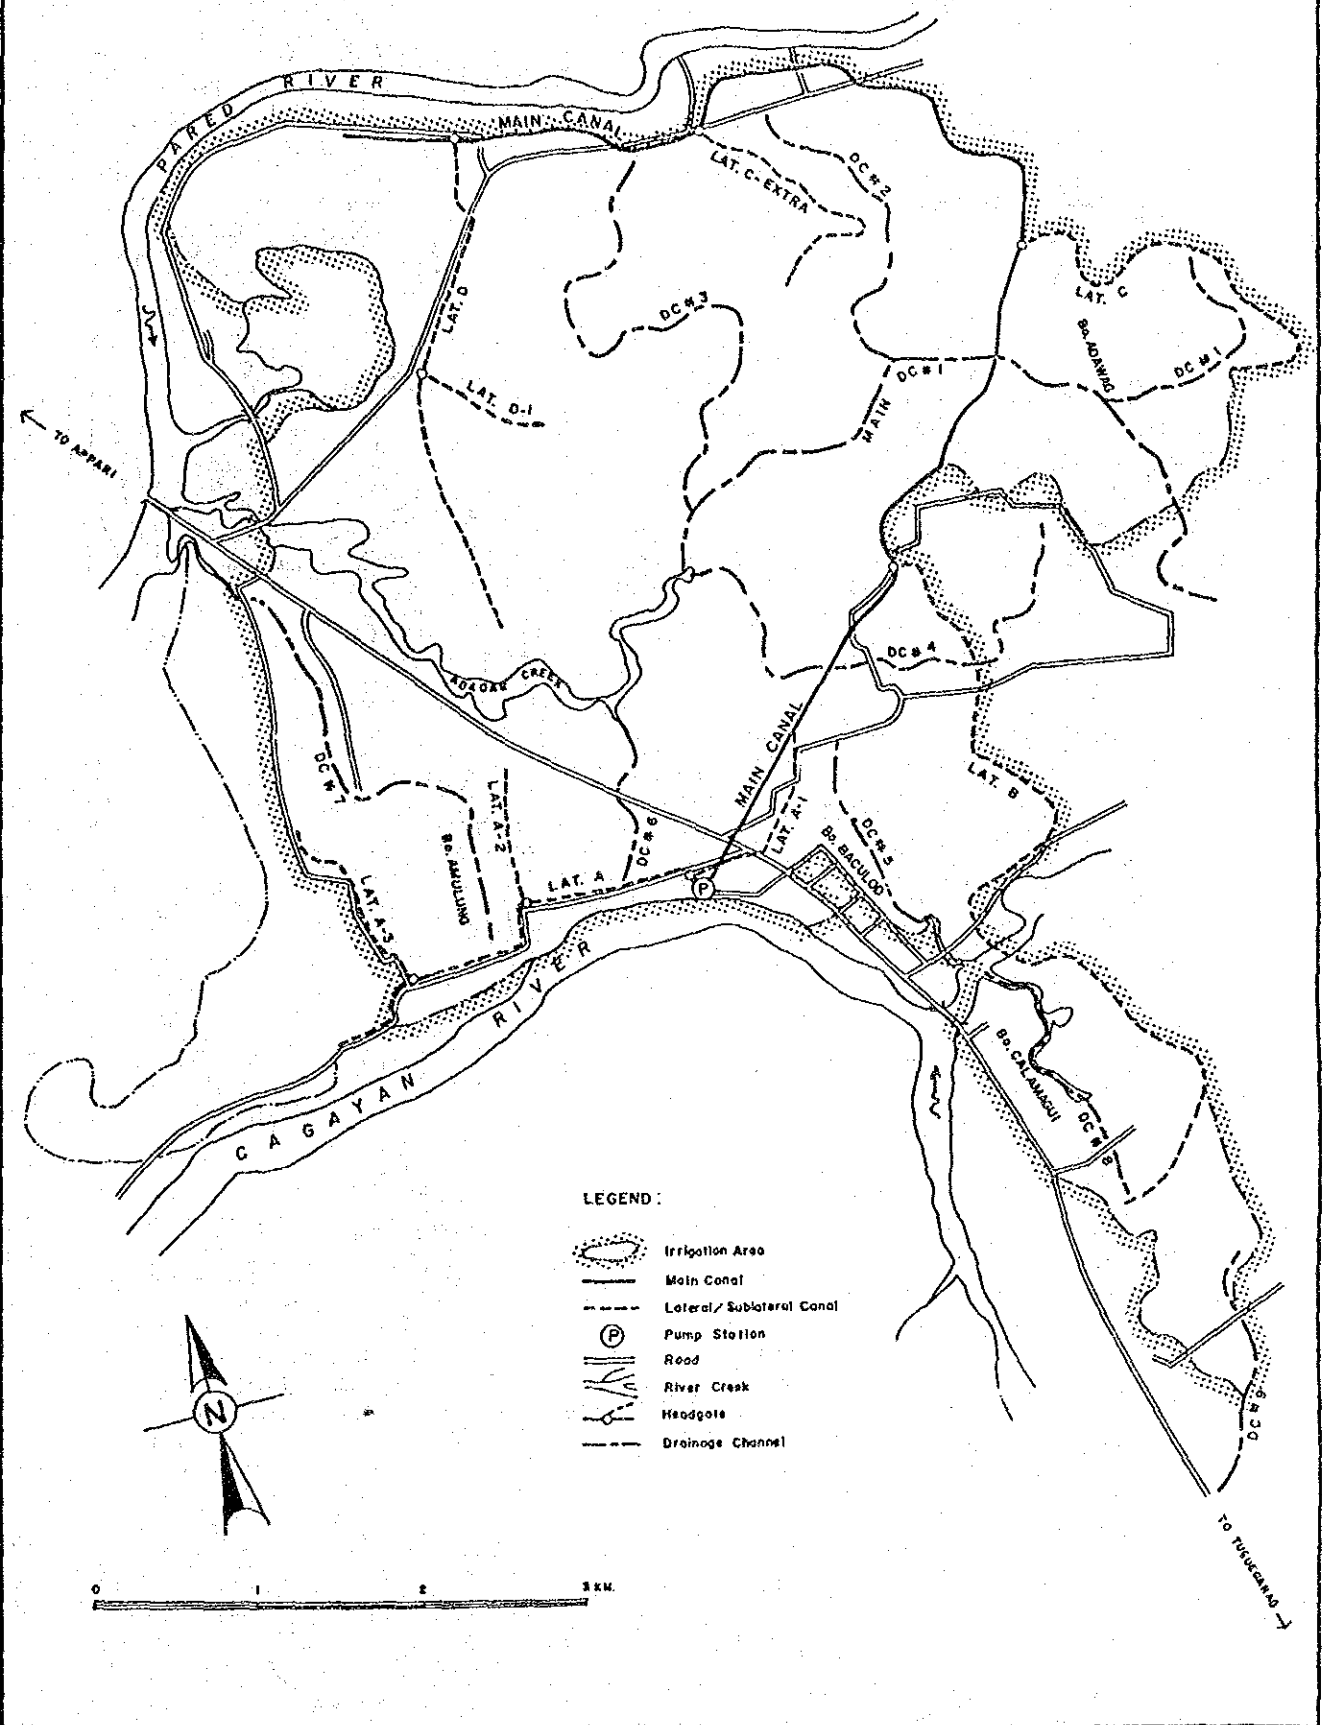 PARED RIVER
MAIN CANAL
LAT. C-EXTRA
DC # 2
LAT. C
Bo. ADAWAG
DC # 1
LAT. D
DC # 3
LAT. D-1
MAIN
DC # 1
TO APPARI
ADAGAN CREEK
DC # 4
MAIN CANAL
LAT. B
DC # 7
LAT. A-2
Bo. AMULUNG
DC # 6
LAT. A-1
Bo. BACULOD
DC # 5
LAT. A
P
LAT. A-3
CAGAYAN RIVER
Bo. CALAMAGUI
DC # 8
DC # 9
TO TUGUEGARAO
LEGEND:
Irrigation Area
Main Canal
Lateral/Sublateral Canal
P Pump Station
Road
River Creek
Headgate
Drainage Channel
N
0 1 2 3 KM.